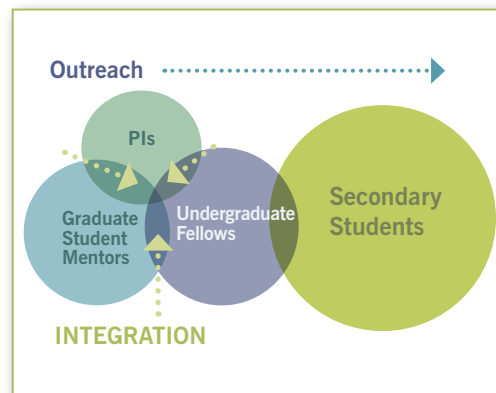 Outreach
PIs
Graduate
Student
Mentors
Undergraduate
Fellows
Secondary
Students
INTEGRATION